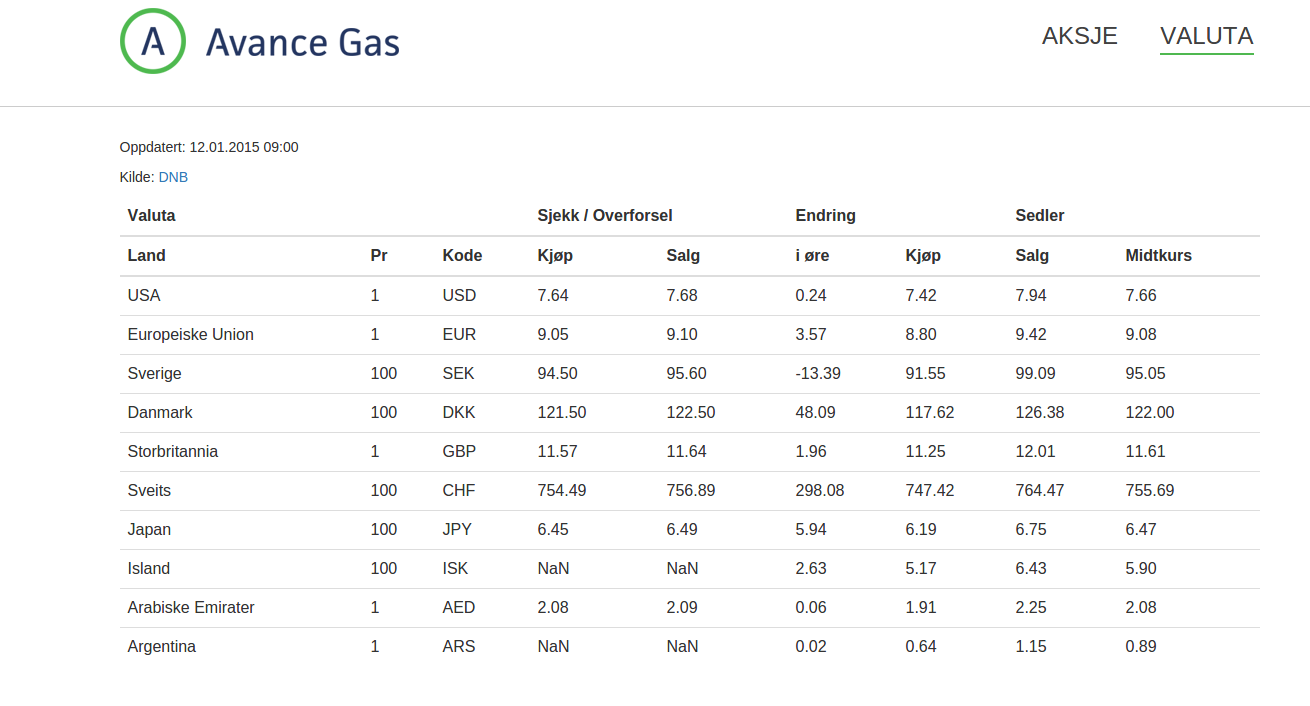 A Avance Gas AKSJE VALUTA
Oppdatert: 12.01.2015 09:00
Kilde: DNB
Valuta Sjekk / Overforsel Endring Sedler
Land Pr Kode Kjøp Salg i øre Kjøp Salg Midtkurs
USA 1 USD 7.64 7.68 0.24 7.42 7.94 7.66
Europeiske Union 1 EUR 9.05 9.10 3.57 8.80 9.42 9.08
Sverige 100 SEK 94.50 95.60 -13.39 91.55 99.09 95.05
Danmark 100 DKK 121.50 122.50 48.09 117.62 126.38 122.00
Storbritannia 1 GBP 11.57 11.64 1.96 11.25 12.01 11.61
Sveits 100 CHF 754.49 756.89 298.08 747.42 764.47 755.69
Japan 100 JPY 6.45 6.49 5.94 6.19 6.75 6.47
Island 100 ISK NaN NaN 2.63 5.17 6.43 5.90
Arabiske Emirater 1 AED 2.08 2.09 0.06 1.91 2.25 2.08
Argentina 1 ARS NaN NaN 0.02 0.64 1.15 0.89